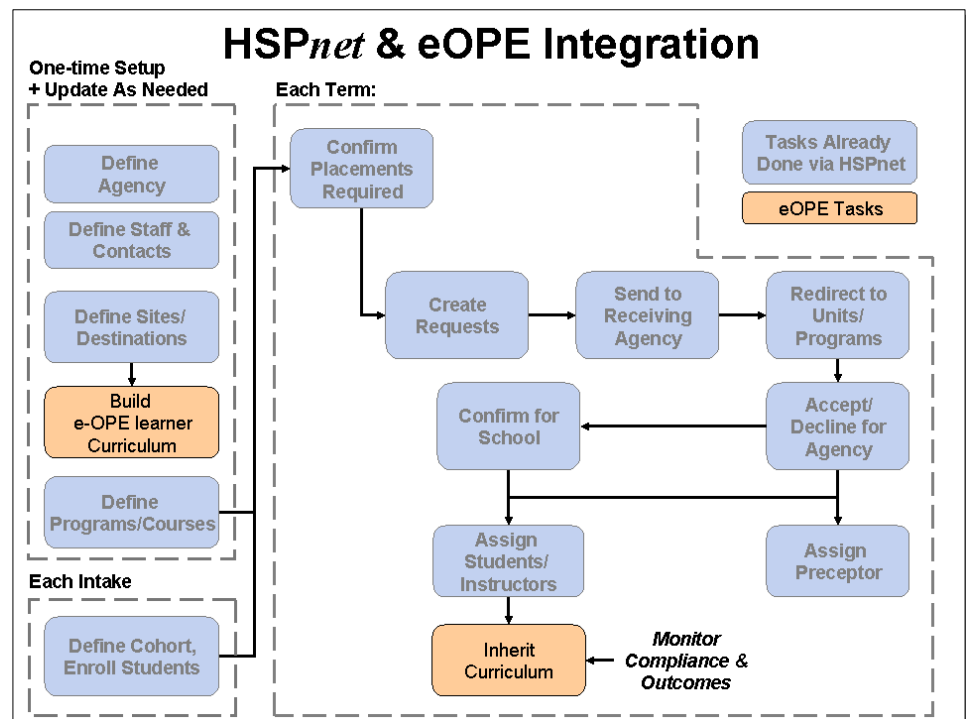 HSPnet & eOPE Integration
One-time Setup
+ Update As Needed
Define
Agency
Define Staff &
Contacts
Define Sites/
Destinations
Build
e-OPE learner
Curriculum
Define
Programs/Courses
Each Intake
Define Cohort,
Enroll Students
Each Term:
Confirm
Placements
Required
Tasks Already
Done via HSPnet
eOPE Tasks
Create
Requests
Send to
Receiving
Agency
Redirect to
Units/
Programs
Confirm for
School
Accept/
Decline for
Agency
Assign
Students/
Instructors
Assign
Preceptor
Inherit
Curriculum
Monitor
Compliance &
Outcomes